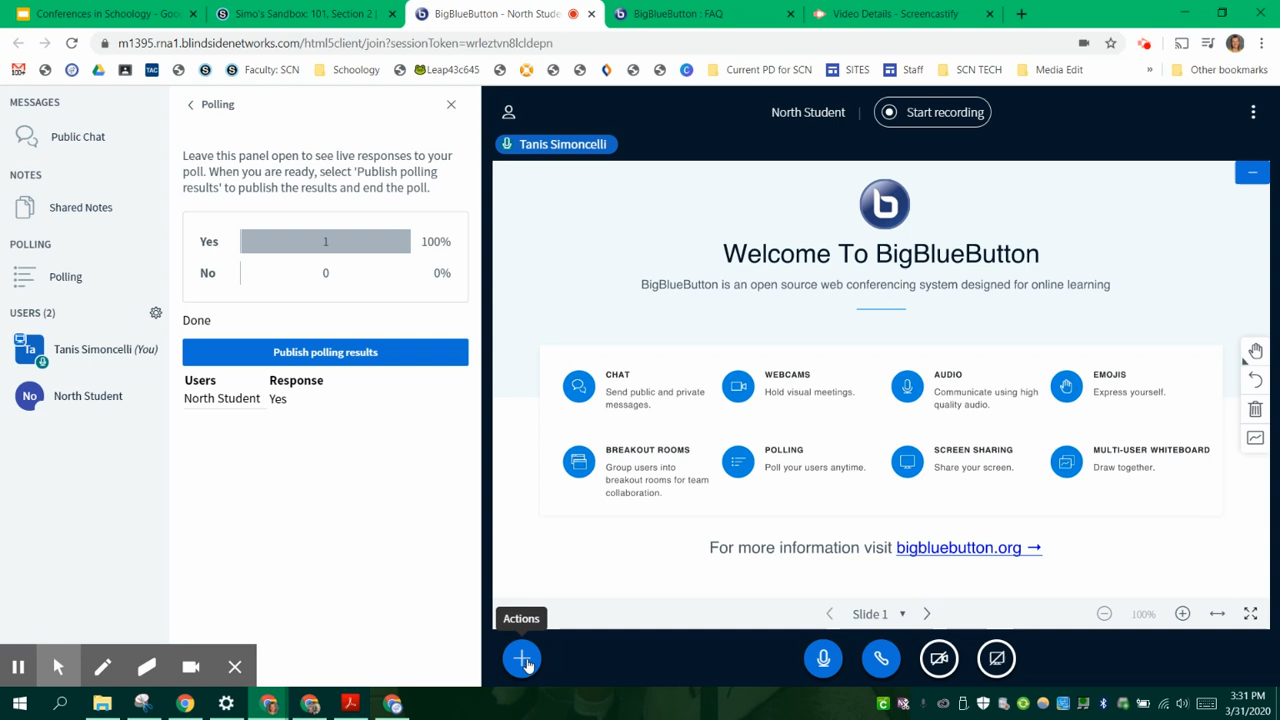 Conferences in Schoology - Goo
Simo's Sandbox: 101, Section 2
BigBlueButton - North Stude
BigBlueButton : FAQ
Video Details - Screencastify
m1395.rna1.blindsidenetworks.com/html5client/join?sessionToken=wrleztvn8lcldepn
Faculty: SCN
Schoology
Leap43c645
Current PD for SCN
SITES
Staff
SCN TECH
Media Edit
»
Other bookmarks
MESSAGES
Public Chat
NOTES
Shared Notes
POLLING
Polling
USERS (2)
Ta
Tanis Simoncelli (You)
No
North Student
Polling
Leave this panel open to see live responses to your
poll. When you are ready, select 'Publish polling
results' to publish the results and end the poll.
Yes 1 100%
No 0 0%
Done
Publish polling results
Users Response
North Student Yes
North Student
Start recording
Tanis Simoncelli
b
Welcome To BigBlueButton
BigBlueButton is an open source web conferencing system designed for online learning
CHAT
Send public and private
messages.
WEBCAMS
Hold visual meetings.
AUDIO
Communicate using high
quality audio.
EMOJIS
Express yourself.
BREAKOUT ROOMS
Group users into
breakout rooms for team
collaboration.
POLLING
Poll your users anytime.
SCREEN SHARING
Share your screen.
MULTI-USER WHITEBOARD
Draw together.
For more information visit bigbluebutton.org →
Slide 1
100%
Actions
3:31 PM
3/31/2020